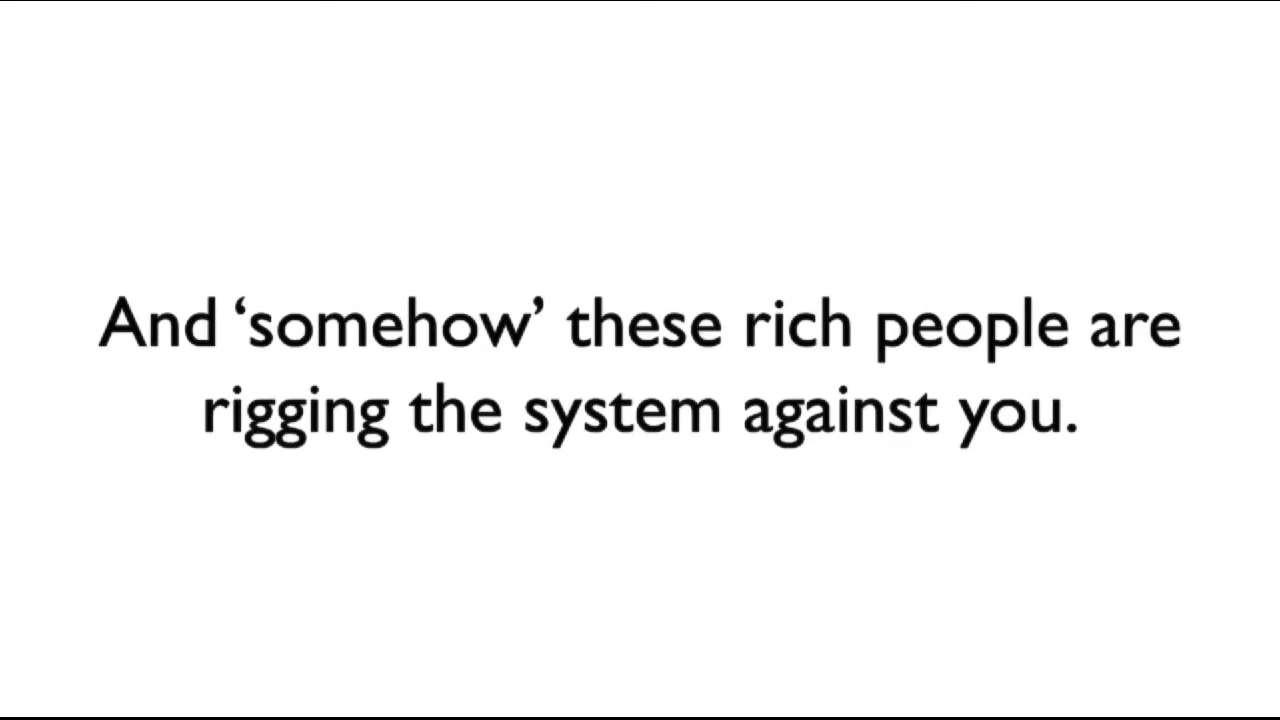 And ‘somehow’ these rich people are
rigging the system against you.